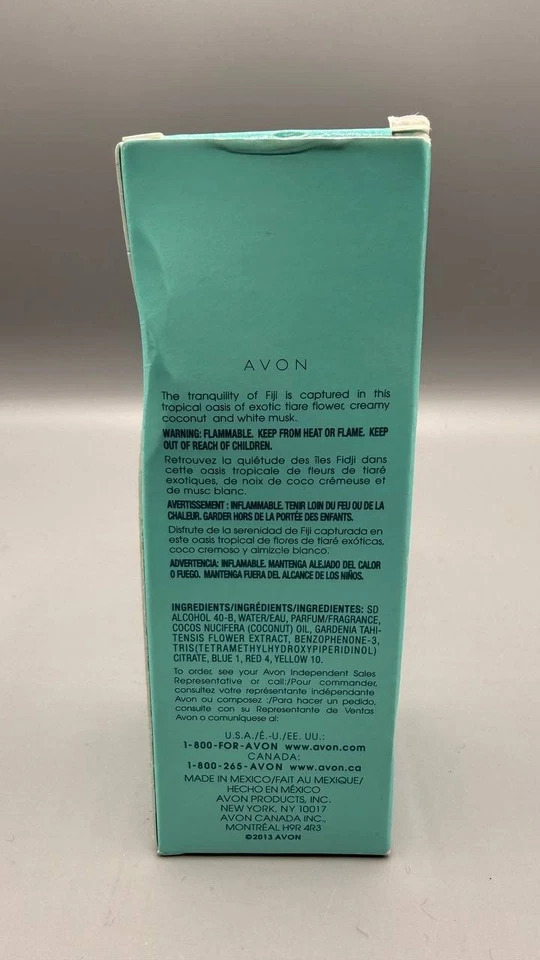 AVON
The tranquility of Fiji is captured in this
tropical oasis of exotic tiare flower, creamy
coconut and white musk.
WARNING: FLAMMABLE. KEEP FROM HEAT OR FLAME. KEEP
OUT OF REACH OF CHILDREN.
Retrouvez la quiétude des îles Fidji dans
cette oasis tropicale de fleurs de tiaré
exotiques, de noix de coco crémeuse et
de musc blanc.
AVERTISSEMENT : INFLAMMABLE. TENIR LOIN DU FEU OU DE LA
CHALEUR. GARDER HORS DE LA PORTÉE DES ENFANTS.
Disfrute de la serenidad de Fiji capturada en
este oasis tropical de flores de tiaré exóticas,
coco cremoso y almizcle blanco.
ADVERTENCIA: INFLAMABLE. MANTENGA ALEJADO DEL CALOR
O FUEGO. MANTENGA FUERA DEL ALCANCE DE LOS NIÑOS.
INGREDIENTS/INGRÉDIENTS/INGREDIENTES: SD
ALCOHOL 40-B, WATER/EAU, PARFUM/FRAGRANCE,
COCOS NUCIFERA (COCONUT) OIL, GARDENIA TAHI-
TENSIS FLOWER EXTRACT, BENZOPHENONE-3,
TRIS(TETRAMETHYLHYDROXYPIPERIDINOL)
CITRATE, BLUE 1, RED 4, YELLOW 10.
To order, see your Avon Independent Sales
Representative or call:/Pour commander,
consultez votre représentante indépendante
Avon ou composez :/Para hacer un pedido,
consulte con su Representante de Ventas
Avon o comuníquese al:
U.S.A./É.-U./EE. UU.:
1-800-FOR-AVON www.avon.com
CANADA:
1-800-265-AVON www.avon.ca
MADE IN MEXICO/FAIT AU MEXIQUE/
HECHO EN MÉXICO
AVON PRODUCTS, INC.
NEW YORK, NY 10017
AVON CANADA INC.,
MONTRÉAL H9R 4R3
©2013 AVON